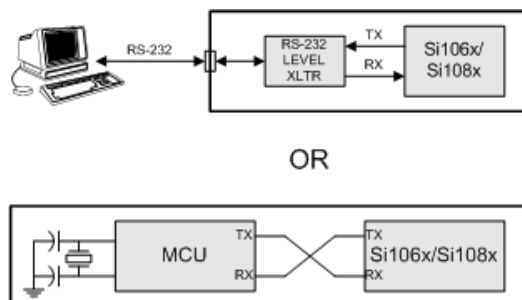 RS-232
RS-232
LEVEL
XLTR
TX
RX
Si106x/
Si108x
OR
MCU
TX
RX
TX
RX
Si106x/Si108x